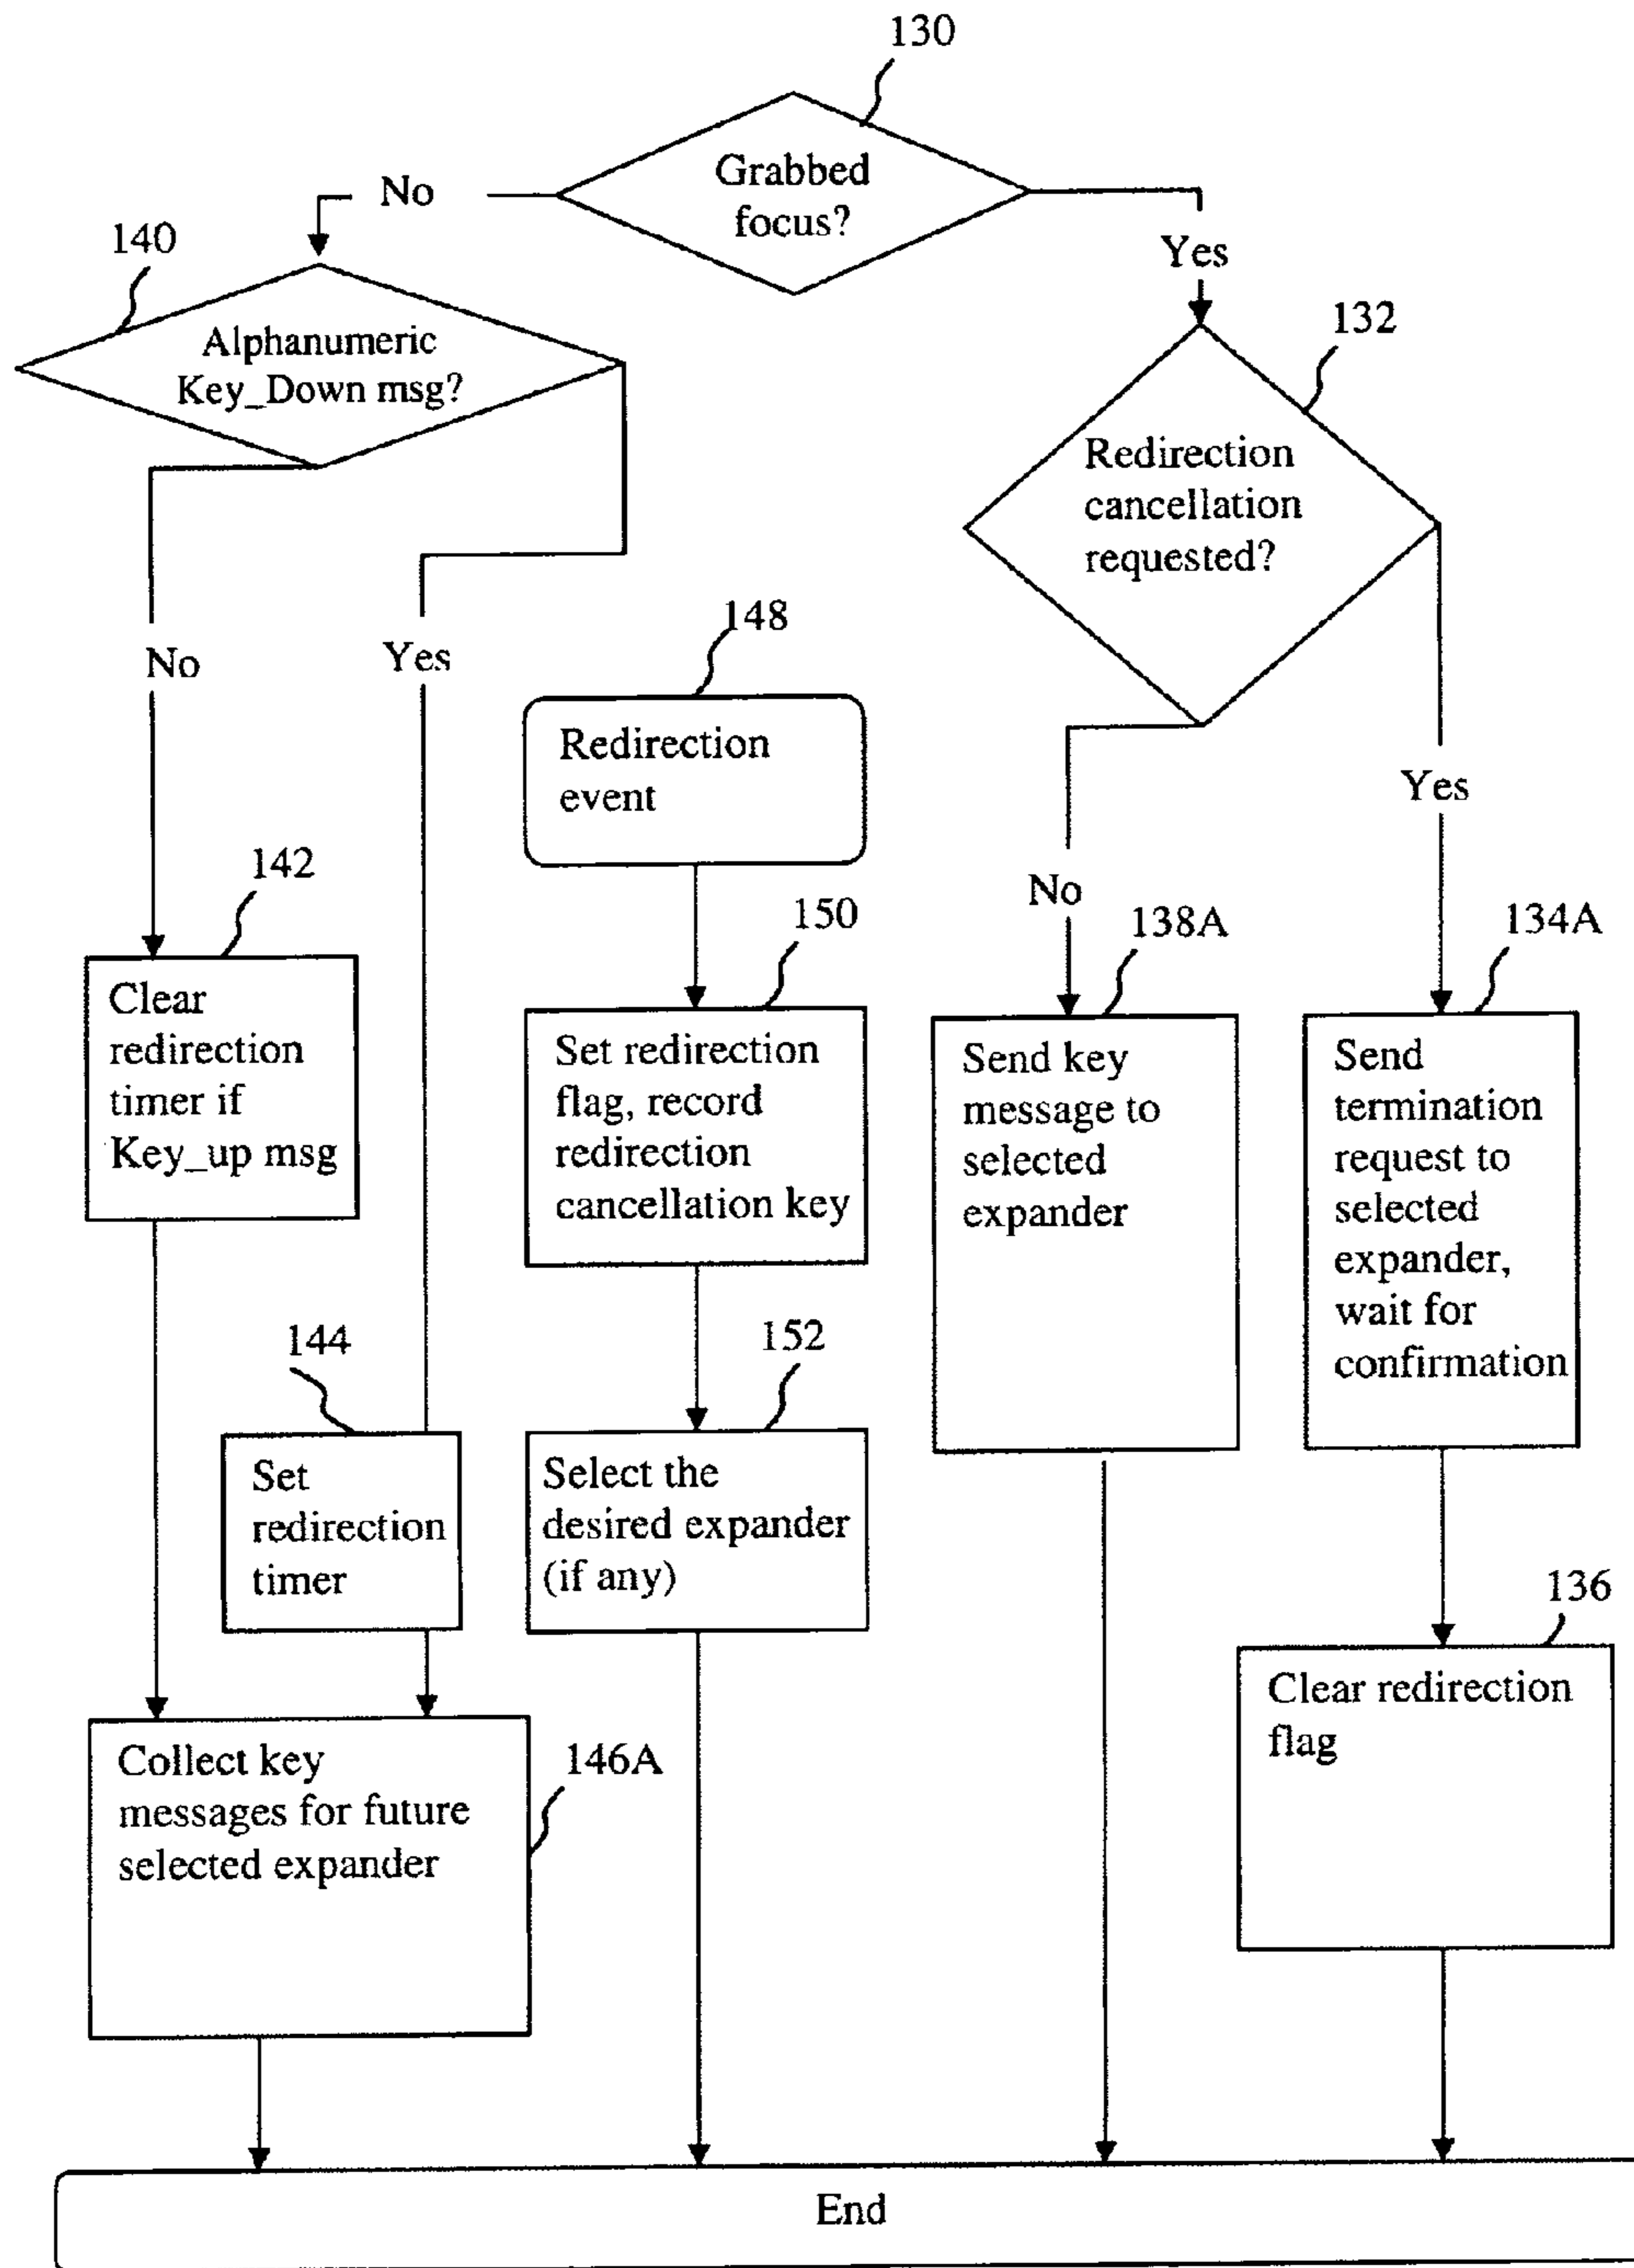 130
Grabbed
focus?
No
Yes
140
Alphanumeric
Key_Down msg?
132
Redirection
cancellation
requested?
No
Yes
148
Redirection
event
No
Yes
142
Clear
redirection
timer if
Key_up msg
150
Set redirection
flag, record
redirection
cancellation key
138A
Send key
message to
selected
expander
134A
Send
termination
request to
selected
expander,
wait for
confirmation
144
Set
redirection
timer
152
Select the
desired expander
(if any)
136
Clear redirection
flag
146A
Collect key
messages for future
selected expander
End